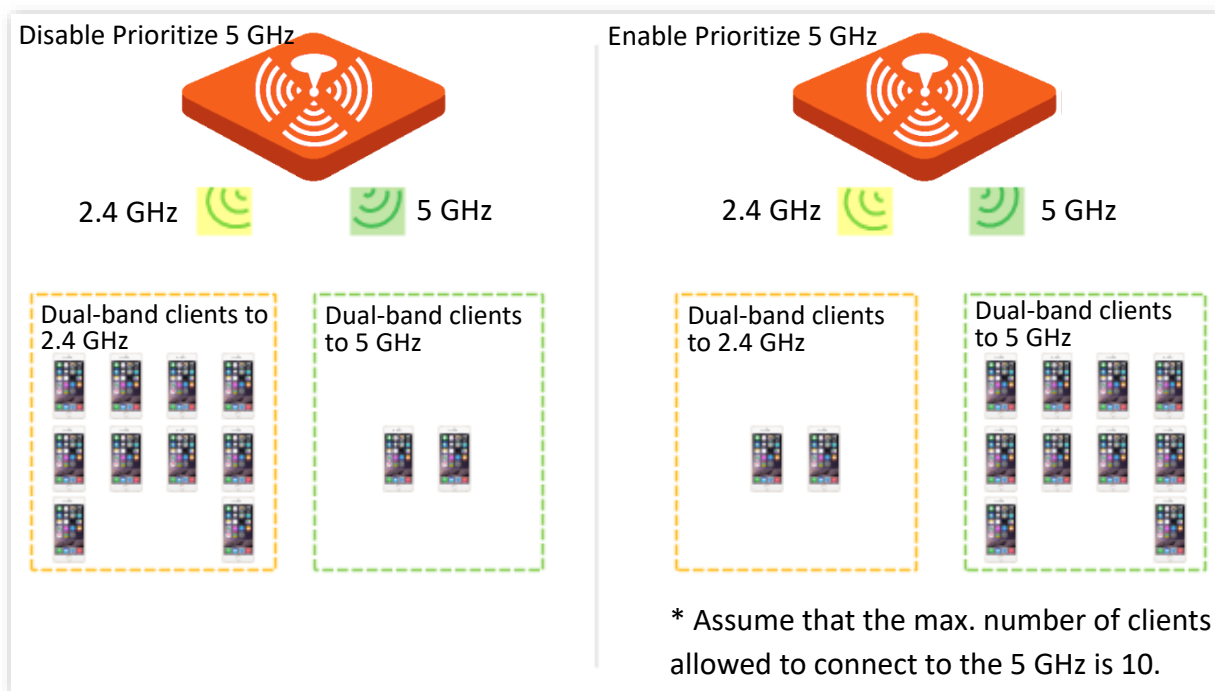 Disable Prioritize 5 GHz
2.4 GHz
5 GHz
Dual-band clients to
2.4 GHz
Dual-band clients
to 5 GHz
Enable Prioritize 5 GHz
2.4 GHz
5 GHz
Dual-band clients
to 2.4 GHz
Dual-band clients
to 5 GHz
* Assume that the max. number of clients
allowed to connect to the 5 GHz is 10.